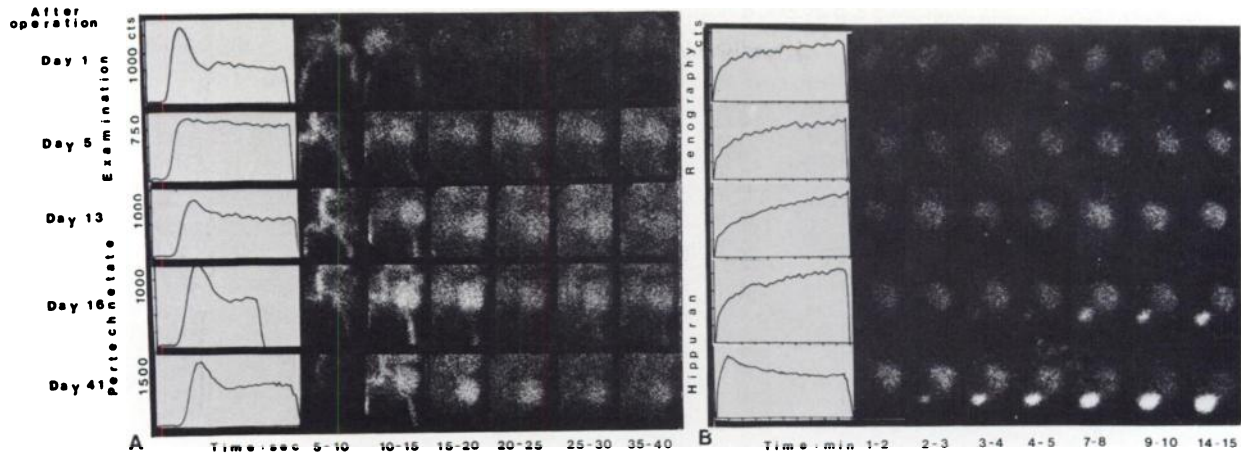 After
operation
Day 1
Day 5
Day 13
Day 16
Day 41
Pertechnetate Examination
1000 cts
750
1000
1000
1500
A
Time:sec 5-10 10-15 15-20 20-25 25-30 35-40
Hippuran Renography
cts
B
Time:min 1-2 2-3 3-4 4-5 7-8 9-10 14-15